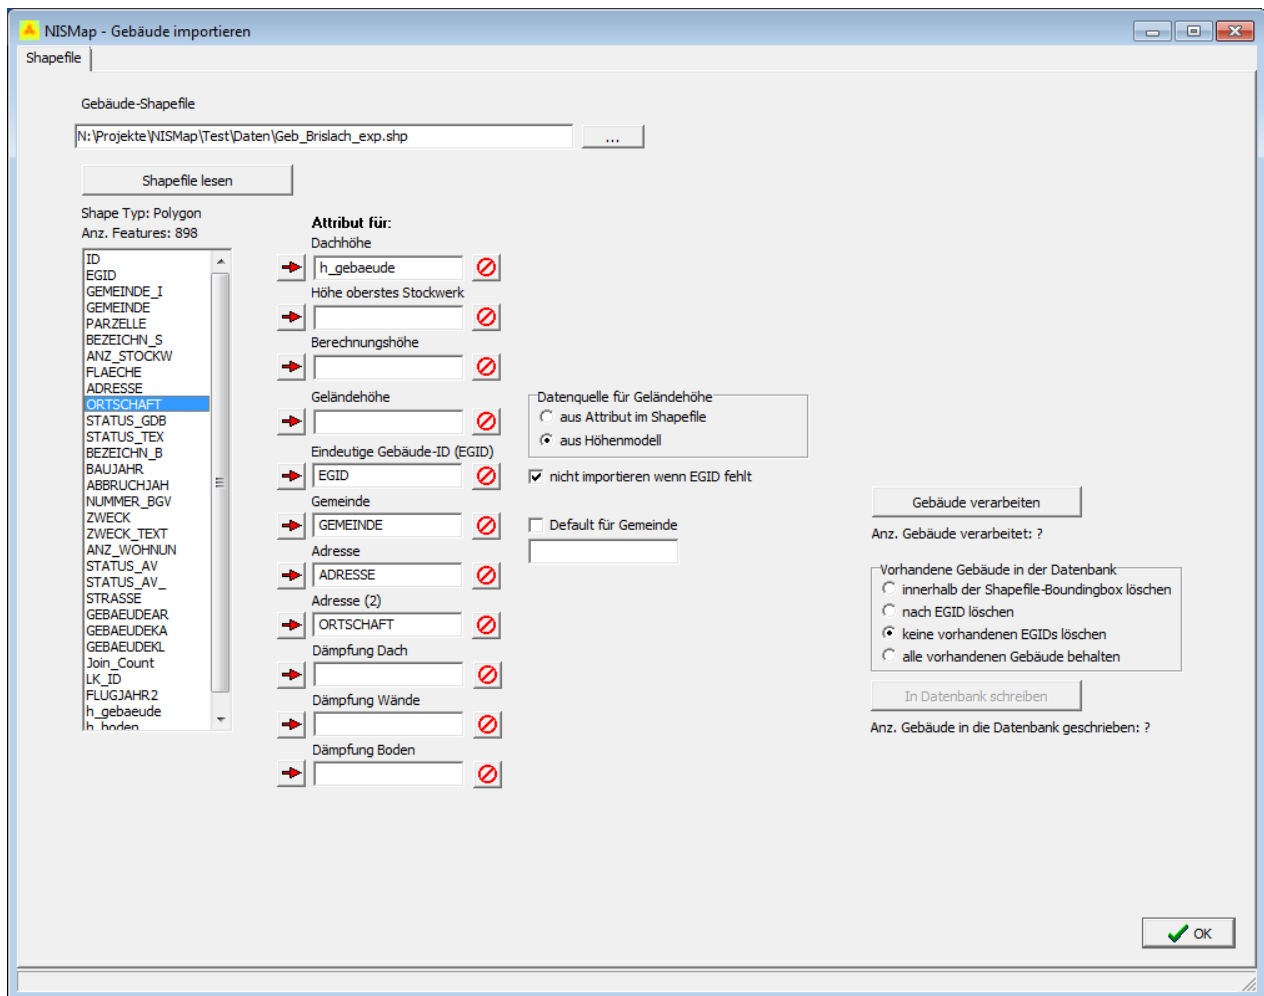 NISMap - Gebäude importieren
Shapefile
Gebäude-Shapefile
N:\Projekte\NISMap\Test\Daten\Geb_Brislach_exp.shp
...
Shapefile lesen
Shape Typ: Polygon
Anz. Features: 898
ID
EGID
GEMEINDE_I
GEMEINDE
PARZELLE
BEZEICHN_S
ANZ_STOCKW
FLAECHE
ADRESSE
ORTSCHAFT
STATUS_GDB
STATUS_TEX
BEZEICHN_B
BAUJAHR
ABBRUCHJAH
NUMMER_BGV
ZWECK
ZWECK_TEXT
ANZ_WOHNUN
STATUS_AV
STATUS_AV_
STRASSE
GEBAEUDEAR
GEBAEUDEKA
GEBAEUDEKL
Join_Count
LK_ID
FLUGJAHR2
h_gebaeude
h_boden
Attribut für:
Dachhöhe
h_gebaeude
Höhe oberstes Stockwerk
Berechnungshöhe
Geländehöhe
Eindeutige Gebäude-ID (EGID)
EGID
Gemeinde
GEMEINDE
Adresse
ADRESSE
Adresse (2)
ORTSCHAFT
Dämpfung Dach
Dämpfung Wände
Dämpfung Boden
Datenquelle für Geländehöhe
aus Attribut im Shapefile
aus Höhenmodell
nicht importieren wenn EGID fehlt
Default für Gemeinde
Gebäude verarbeiten
Anz. Gebäude verarbeitet: ?
Vorhandene Gebäude in der Datenbank
innerhalb der Shapefile-Boundingbox löschen
nach EGID löschen
keine vorhandenen EGIDs löschen
alle vorhandenen Gebäude behalten
In Datenbank schreiben
Anz. Gebäude in die Datenbank geschrieben: ?
OK